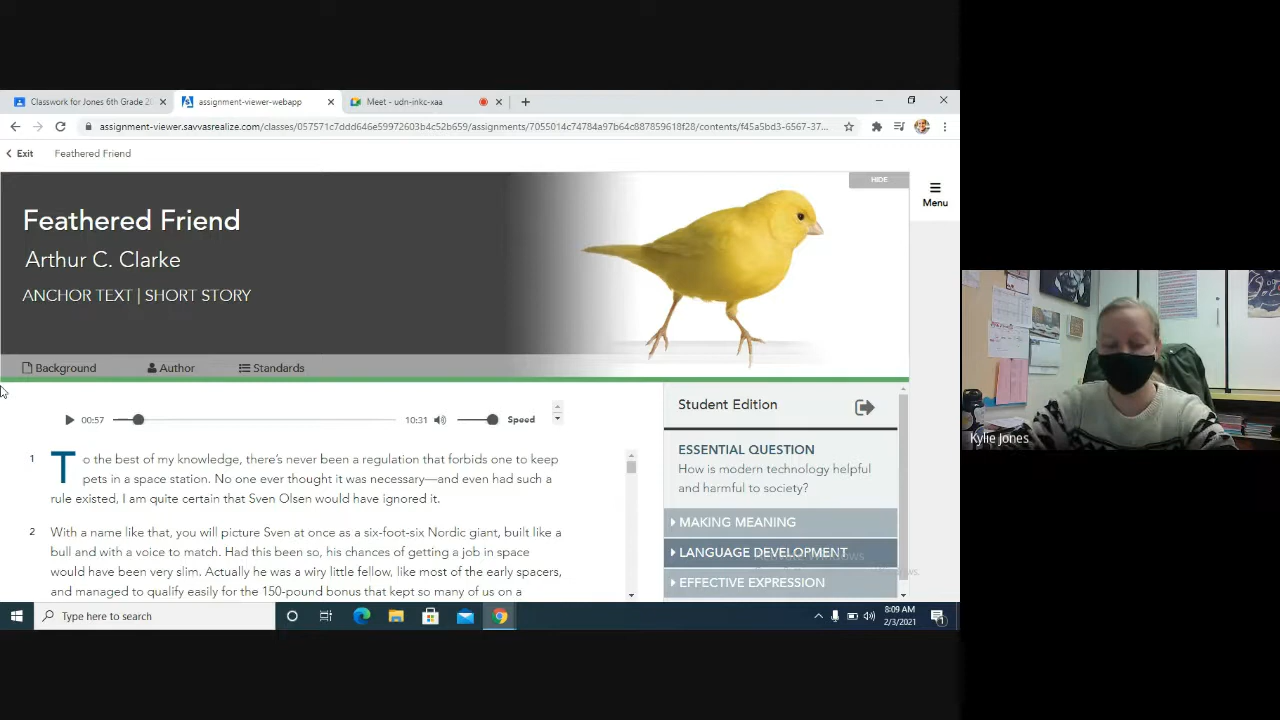 Classwork for Jones 6th Grade 2
assignment-viewer-webapp
Meet - udn-inkc-xaa
assignment-viewer.savvasrealize.com/classes/057571c7ddd646e59972603b4c52b659/assignments/7055014c74784a97b64c887859618f28/contents/f45a5bd3-6567-37...
Exit
Feathered Friend
HIDE
Menu
Feathered Friend
Arthur C. Clarke
ANCHOR TEXT | SHORT STORY
Background
Author
Standards
00:57
10:31
Speed
1
To the best of my knowledge, there's never been a regulation that forbids one to keep
pets in a space station. No one ever thought it was necessary—and even had such a
rule existed, I am quite certain that Sven Olsen would have ignored it.
2
With a name like that, you will picture Sven at once as a six-foot-six Nordic giant, built like a
bull and with a voice to match. Had this been so, his chances of getting a job in space
would have been very slim. Actually he was a wiry little fellow, like most of the early spacers,
and managed to qualify easily for the 150-pound bonus that kept so many of us on a
Student Edition
ESSENTIAL QUESTION
How is modern technology helpful
and harmful to society?
MAKING MEANING
LANGUAGE DEVELOPMENT
EFFECTIVE EXPRESSION
Type here to search
8:09 AM
2/3/2021
1
Kylie Jones